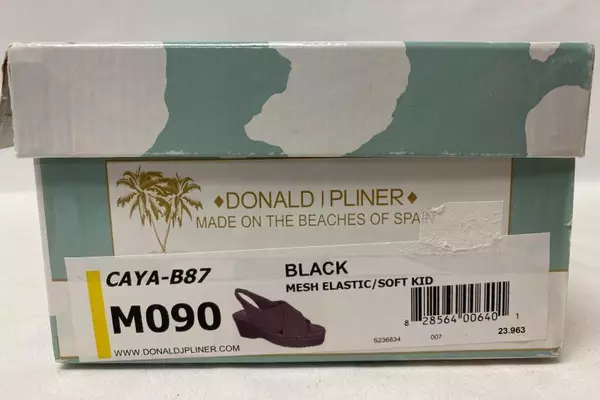 ♦DONALD J PLINER♦
MADE ON THE BEACHES OF SPAIN
CAYA-B87
BLACK
MESH ELASTIC/SOFT KID
M090
8 28564 00640 1
WWW.DONALDJPLINER.COM
S236834 007 23.963